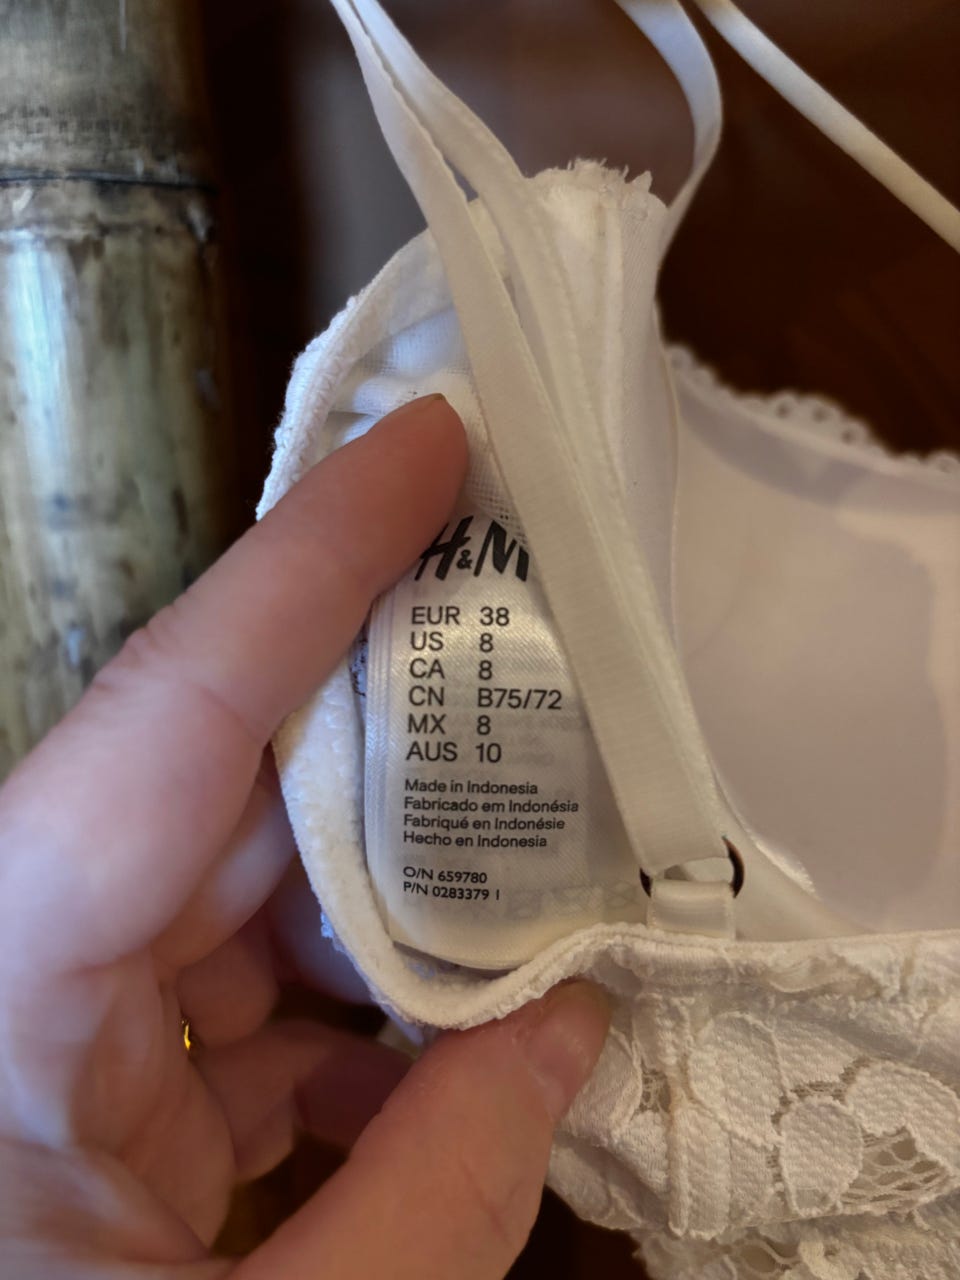 H&M
EUR 38
US 8
CA 8
CN B75/72
MX 8
AUS 10
Made in Indonesia
Fabricado em Indonésia
Fabriqué en Indonésie
Hecho en Indonesia
O/N 659780
P/N 0283379 1